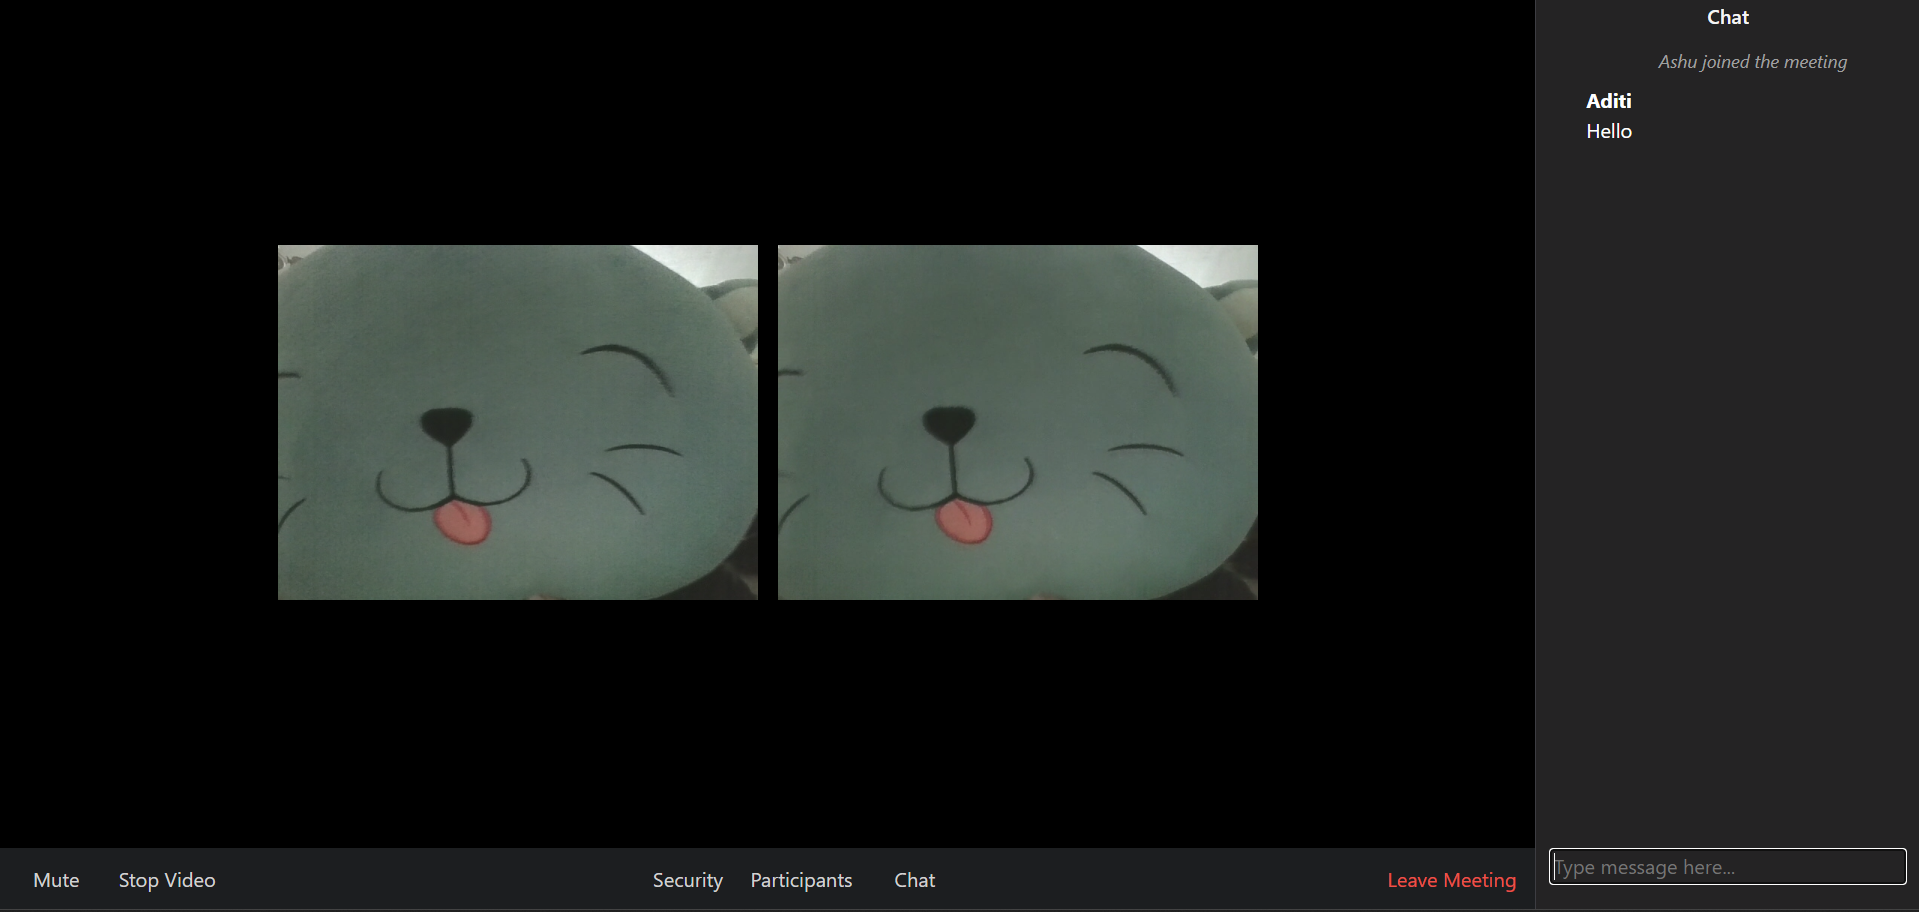 Chat
Ashu joined the meeting
Aditi
Hello
Type message here...
Mute Stop Video Security Participants Chat Leave Meeting